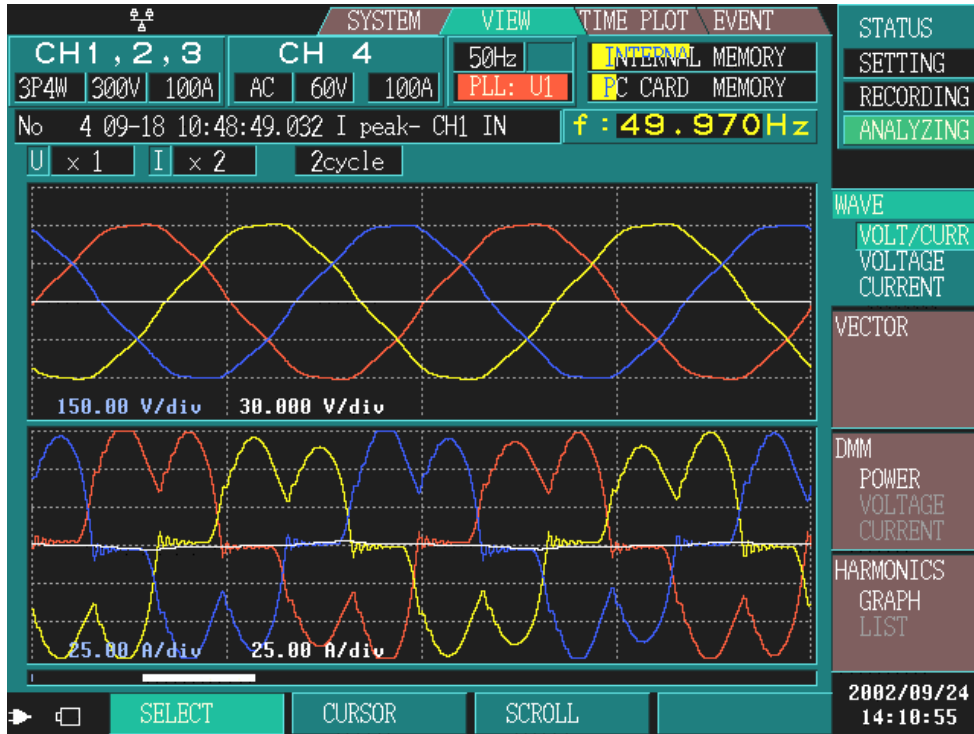 SYSTEM VIEW TIME PLOT EVENT STATUS
CH1,2,3 CH 4 50Hz INTERNAL MEMORY SETTING
3P4W 300V 100A AC 60V 100A PLL: U1 PC CARD MEMORY RECORDING
No 4 09-18 10:48:49.032 I peak- CH1 IN f:49.970Hz ANALYZING
U × 1 I × 2 2cycle
WAVE
VOLT/CURR
VOLTAGE
CURRENT
VECTOR
150.00 V/div 30.000 V/div
DMM
POWER
VOLTAGE
CURRENT
HARMONICS
GRAPH
LIST
25.00 A/div 25.00 A/div
SELECT CURSOR SCROLL
2002/09/24
14:10:55